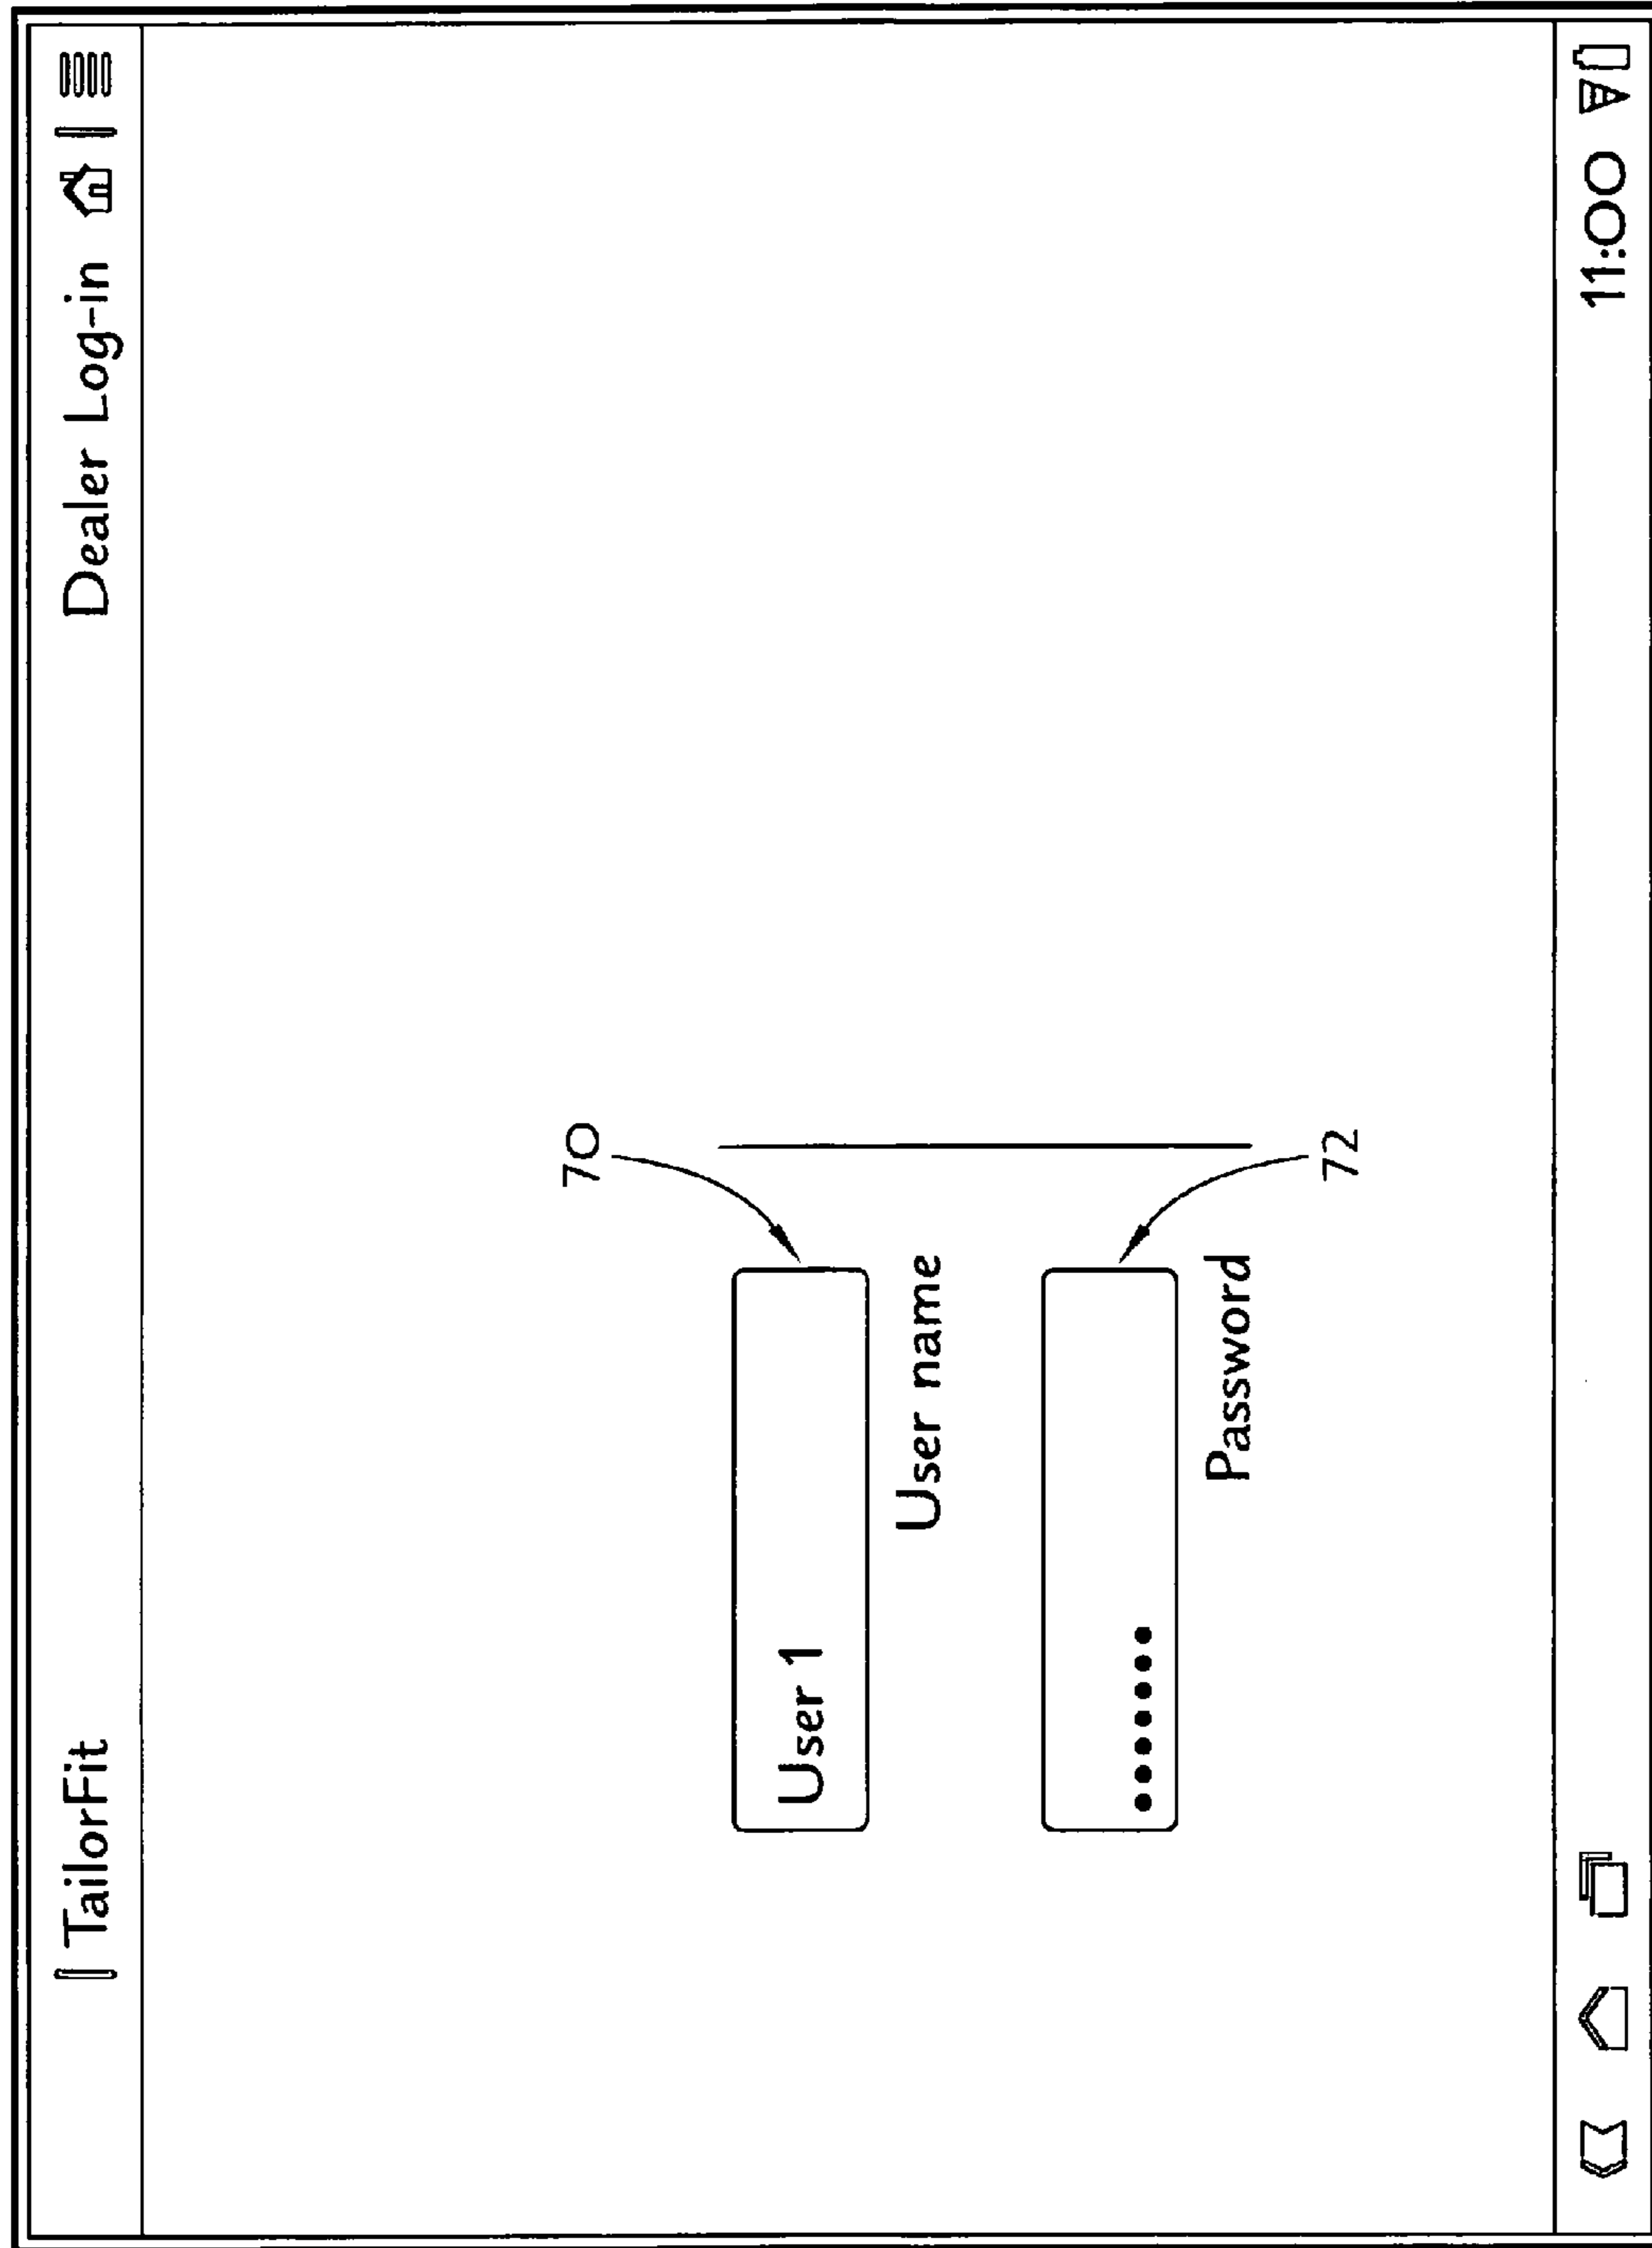 TailorFit
Dealer Log-in
70
User 1
User name
•••••••
Password
72
11:00